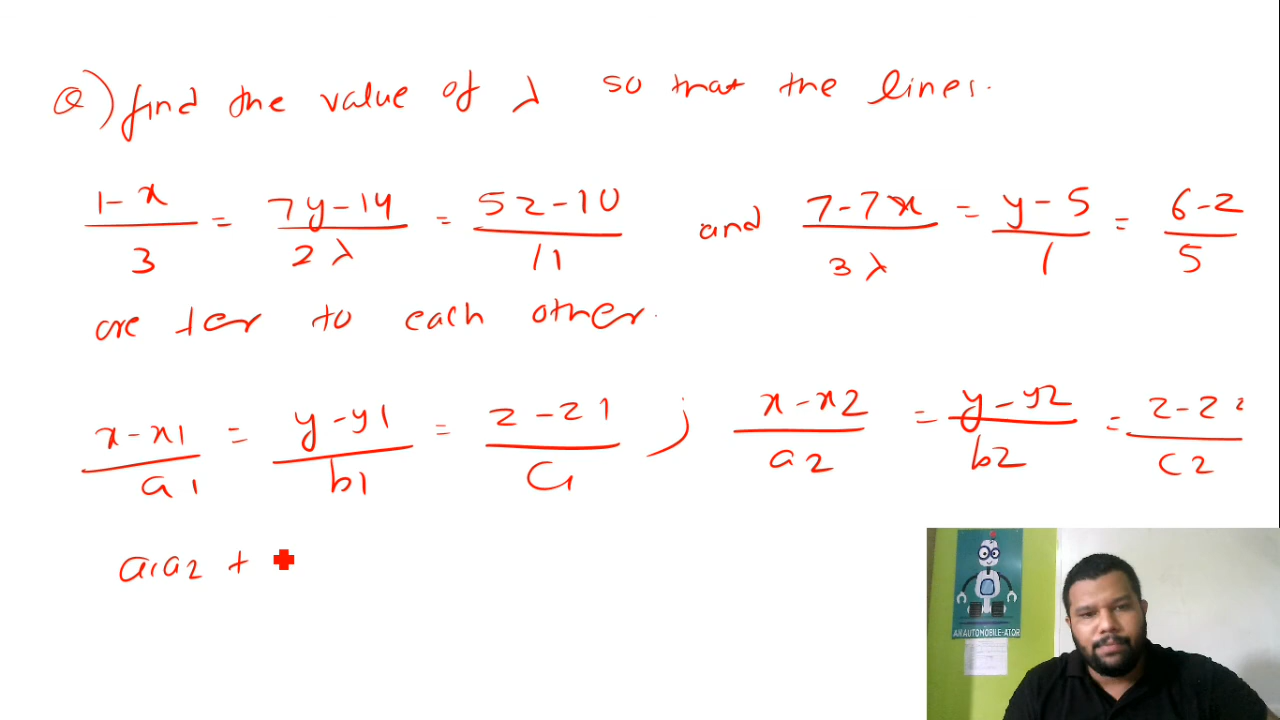 Q) find the value of λ so that the lines.
1-x/3 = 7y-14/2λ = 5z-10/11 and 7-7x/3λ = y-5/1 = 6-z/5
are ⊥er to each other.
x-x1/a1 = y-y1/b1 = z-z1/c1 ; x-x2/a2 = y-y2/b2 = z-z2/c2
a1a2 +
AKAUTOMOBILE-ATOR